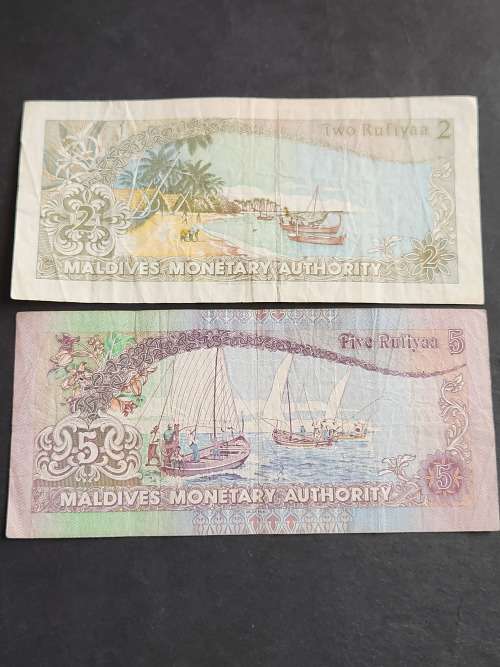 Two Rufiyaa 2
2
2
MALDIVES MONETARY AUTHORITY
Five Rufiyaa 5
5
5
MALDIVES MONETARY AUTHORITY